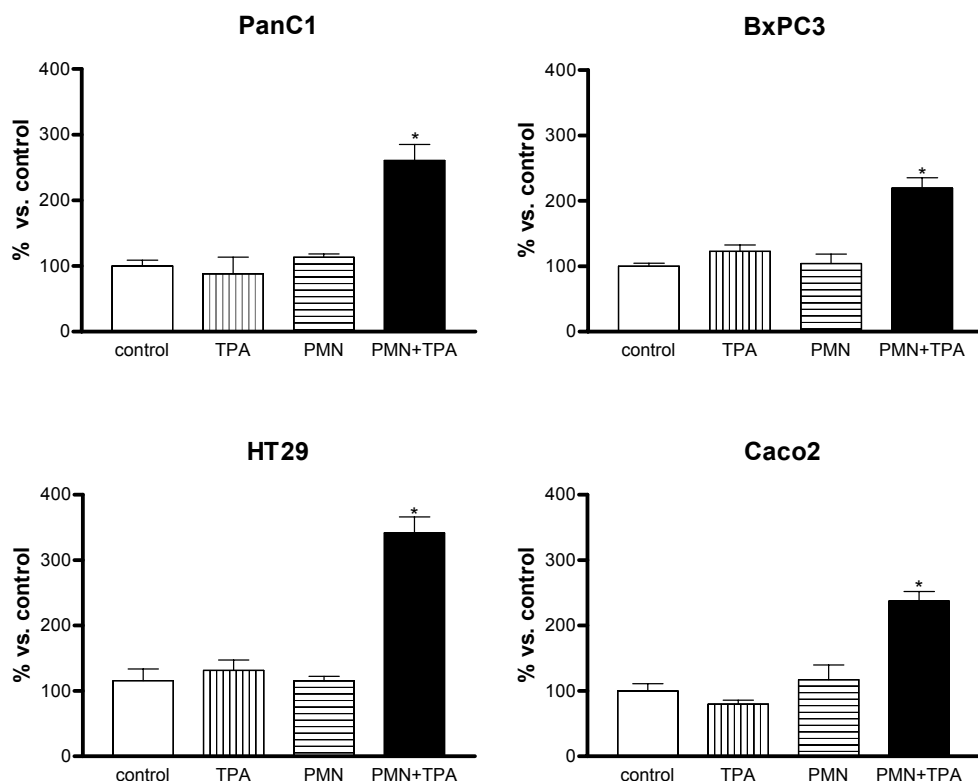 PanC1
% vs. control
400
300
200
100
0
*
control TPA PMN PMN+TPA
BxPC3
% vs. control
400
300
200
100
0
*
control TPA PMN PMN+TPA
HT29
% vs. control
400
300
200
100
0
*
control TPA PMN PMN+TPA
Caco2
% vs. control
400
300
200
100
0
*
control TPA PMN PMN+TPA